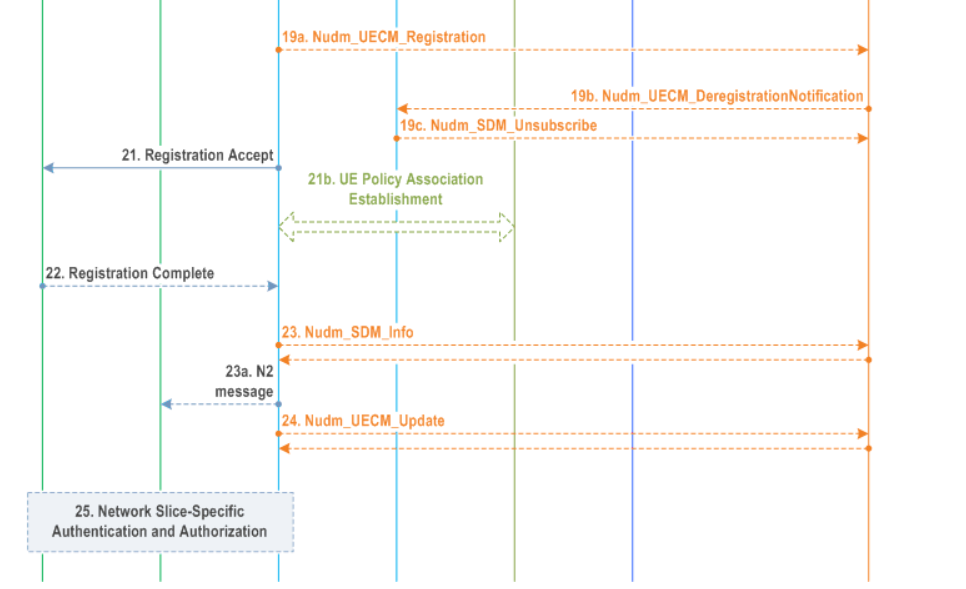 19a. Nudm_UECM_Registration
19b. Nudm_UECM_DeregistrationNotification
19c. Nudm_SDM_Unsubscribe
21. Registration Accept
21b. UE Policy Association
Establishment
22. Registration Complete
23. Nudm_SDM_Info
23a. N2
message
24. Nudm_UECM_Update
25. Network Slice-Specific
Authentication and Authorization